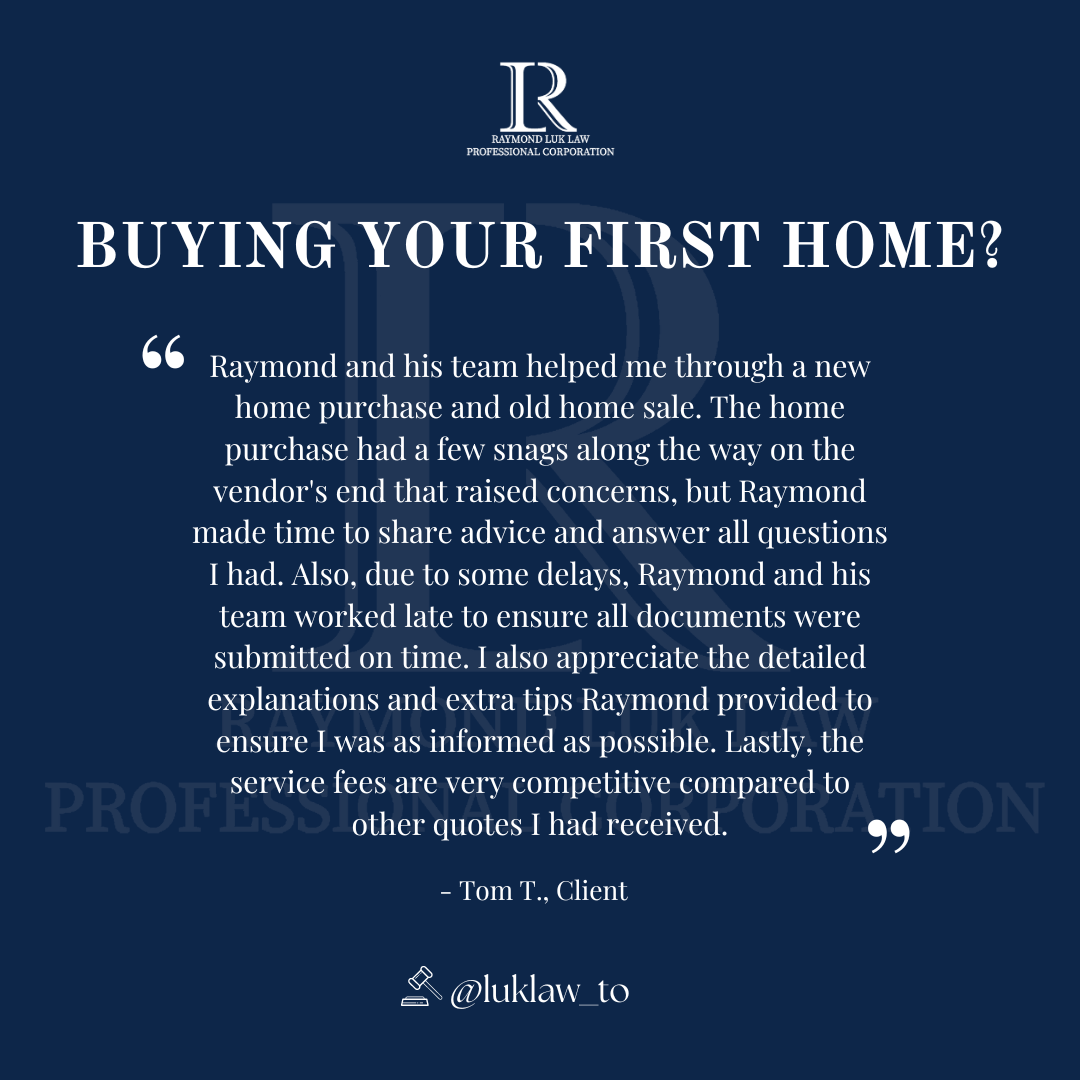 R
RAYMOND LUK LAW
PROFESSIONAL CORPORATION
BUYING YOUR FIRST HOME?
“ Raymond and his team helped me through a new
home purchase and old home sale. The home
purchase had a few snags along the way on the
vendor's end that raised concerns, but Raymond
made time to share advice and answer all questions
I had. Also, due to some delays, Raymond and his
team worked late to ensure all documents were
submitted on time. I also appreciate the detailed
explanations and extra tips Raymond provided to
ensure I was as informed as possible. Lastly, the
service fees are very competitive compared to
other quotes I had received. ”
- Tom T., Client
@luklaw_to
R
RAYMOND LUK LAW
PROFESSIONAL CORPORATION